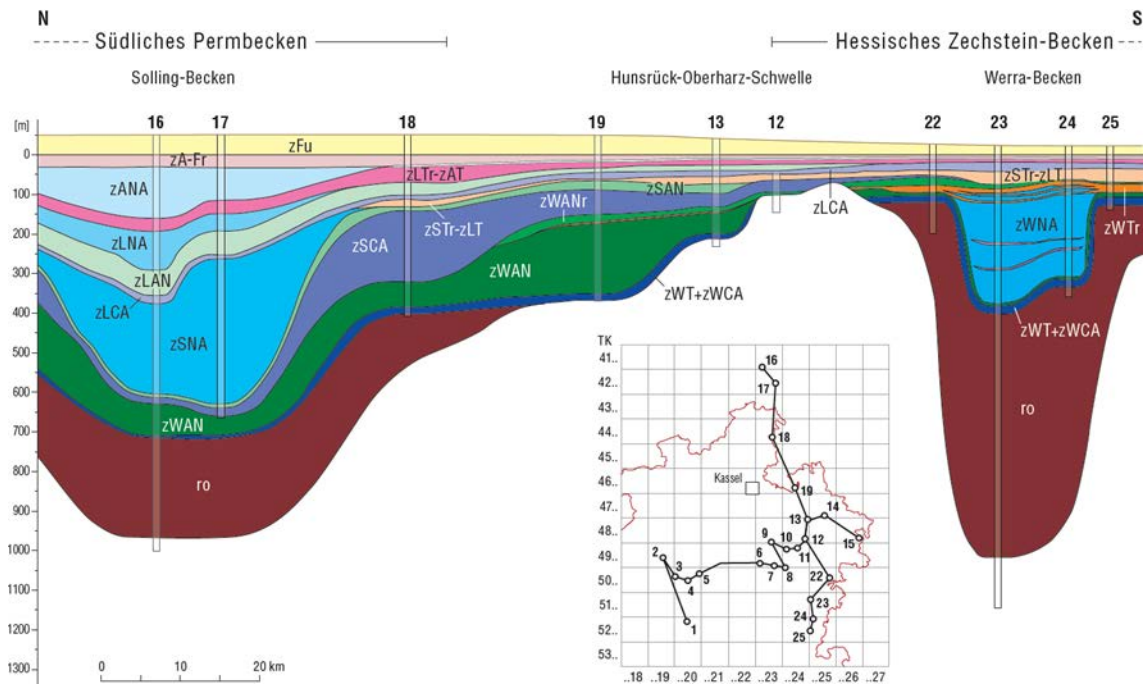 N
S
Südliches Permbecken
Hessisches Zechstein-Becken
Solling-Becken
Hunsrück-Oberharz-Schwelle
Werra-Becken
[m]
16 17 18 19 13 12 22 23 24 25
0
100
200
300
400
500
600
700
800
900
1000
1100
1200
1300
zFu
zA-Fr
zANA
zLTr-zAT
zLNA
zLAN
zLCA
zSNA
zWAN
ro
zSCA
zSTr-zLT
zWANr
zSAN
zWAN
zWT+zWCA
zLCA
zSTr-zLT
zWNA
zWTr
zWT+zWCA
ro
0 10 20 km
TK
41..
42..
43..
44..
45..
46..
47..
48..
49..
50..
51..
52..
53..
16
17
18
Kassel
19
14
13
15
12
9
10
11
2
3
4
5
6
7
8
22
23
24
25
1
..18 ..19 ..20 ..21 ..22 ..23 ..24 ..25 ..26 ..27